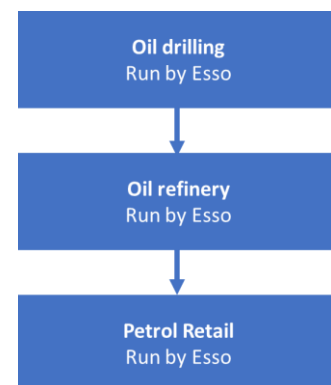 Oil drilling
Run by Esso
Oil refinery
Run by Esso
Petrol Retail
Run by Esso